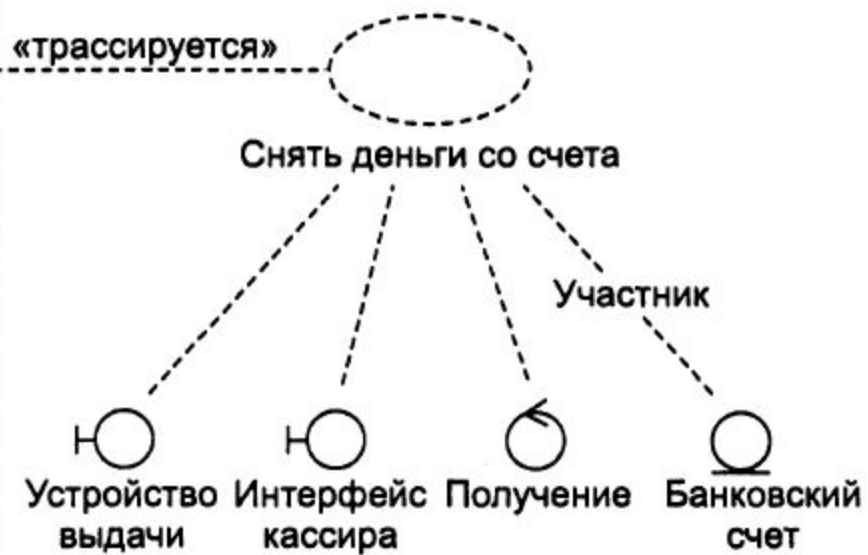 «трассируется»
Снять деньги со счета
Участник
Устройство выдачи
Интерфейс кассира
Получение
Банковский счет